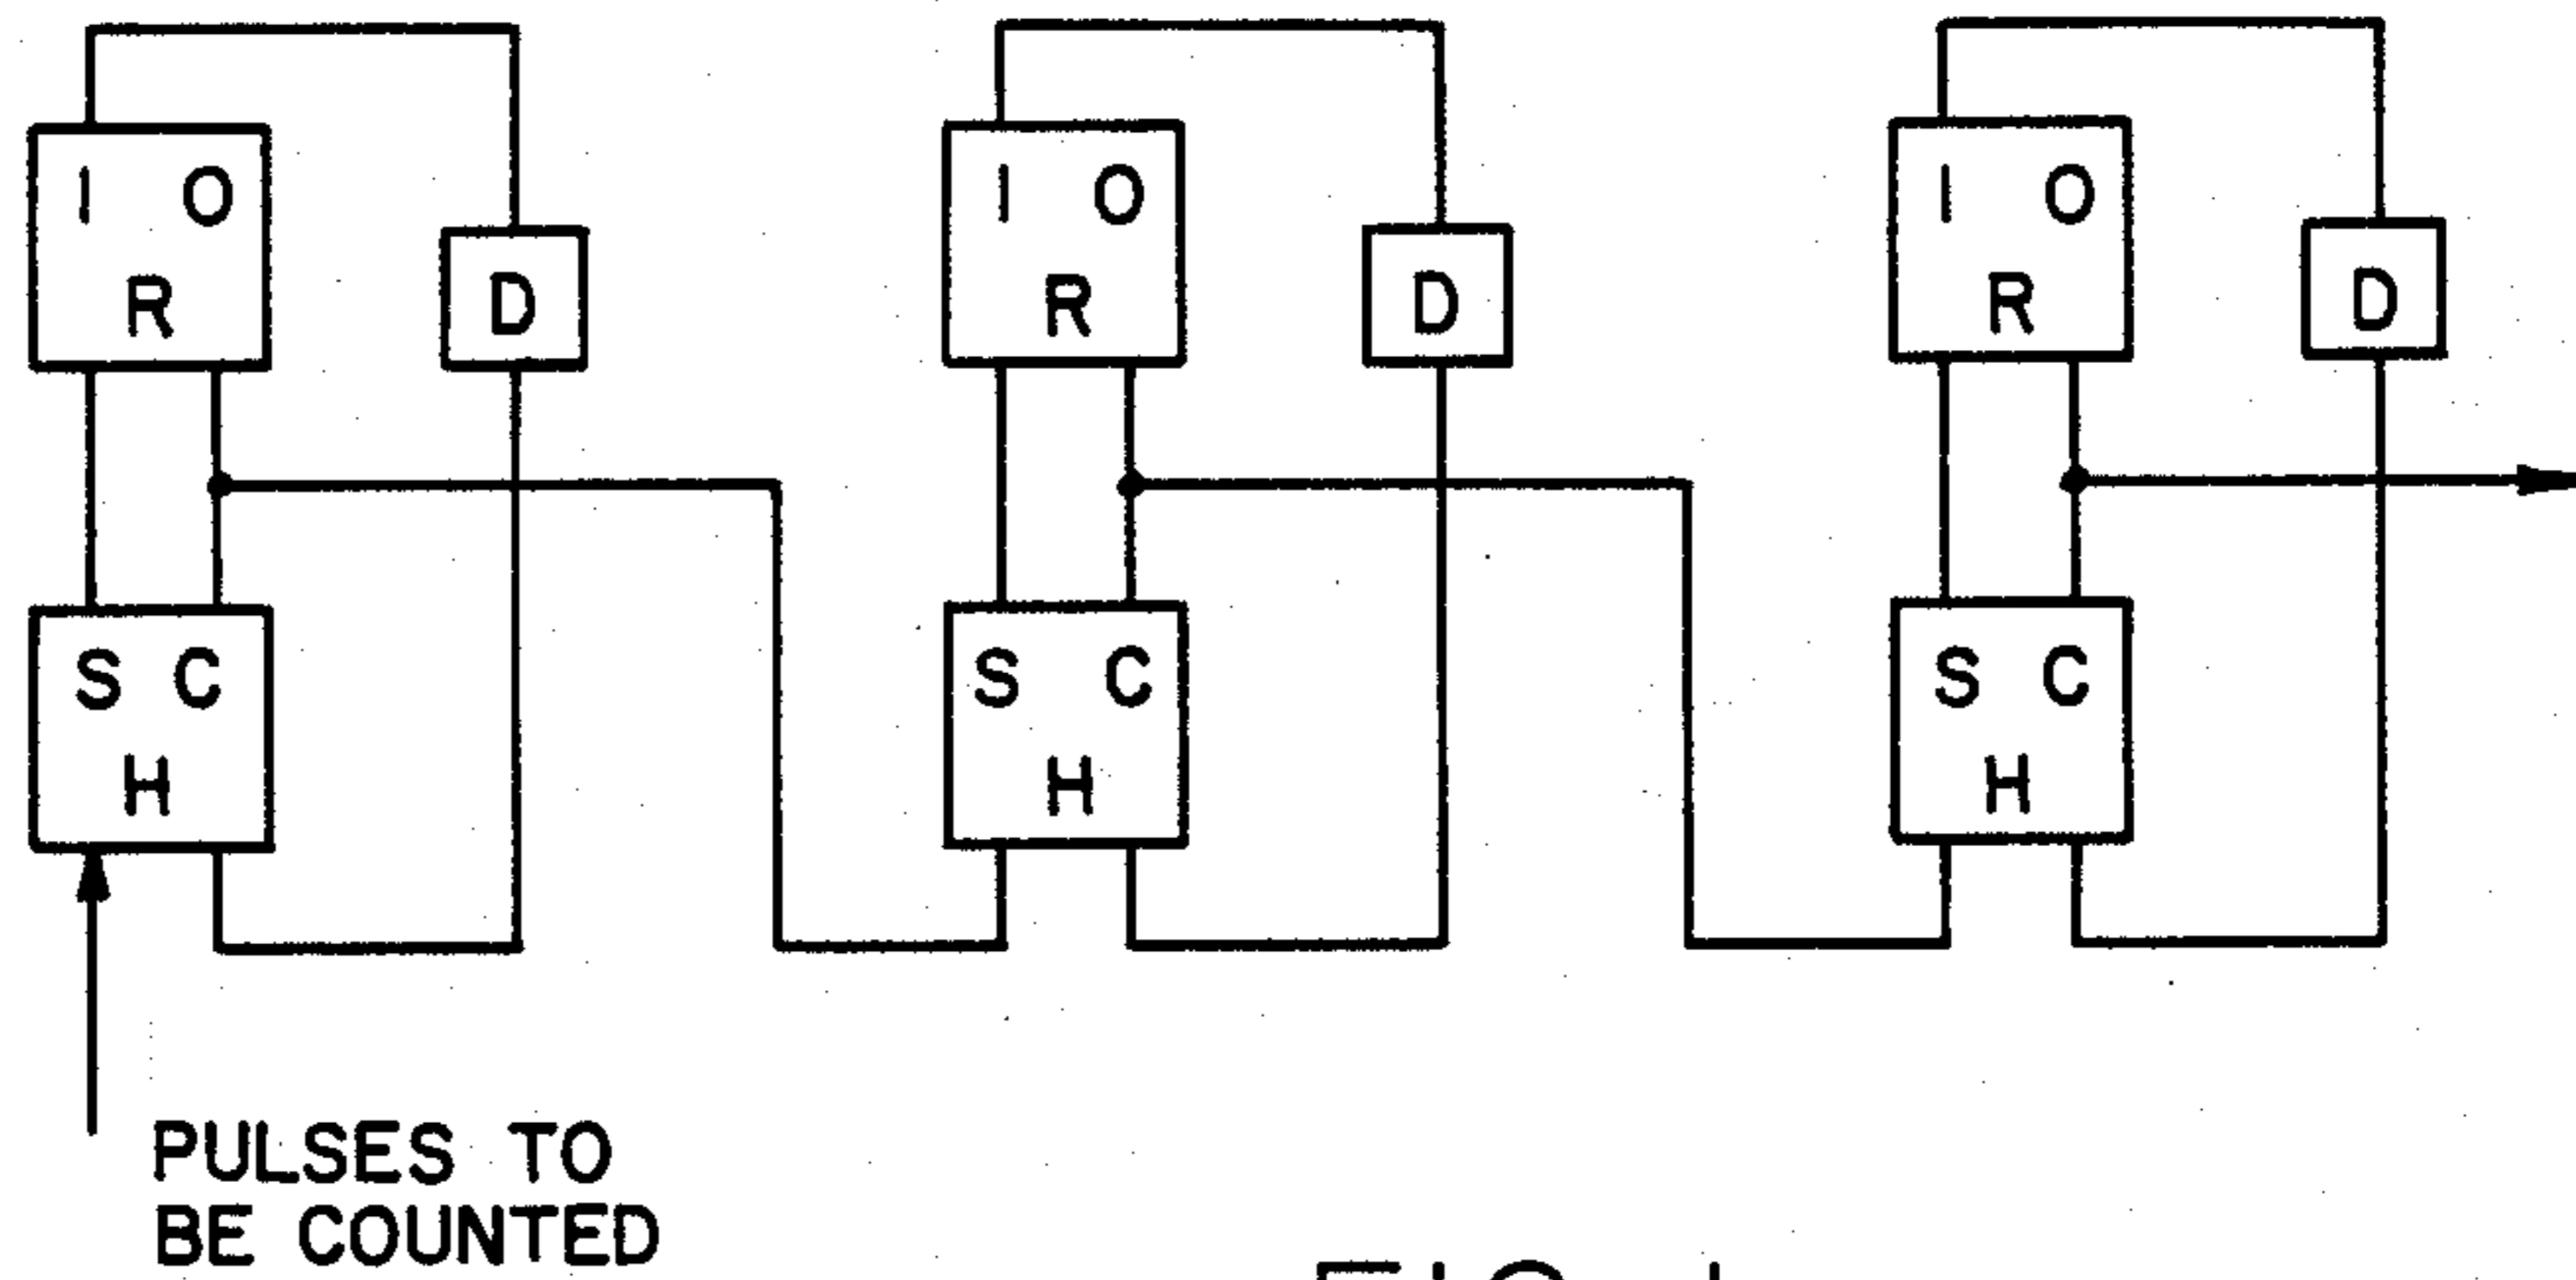 I O I O I O
R D R D R D
S C S C S C
H H H
PULSES TO
BE COUNTED